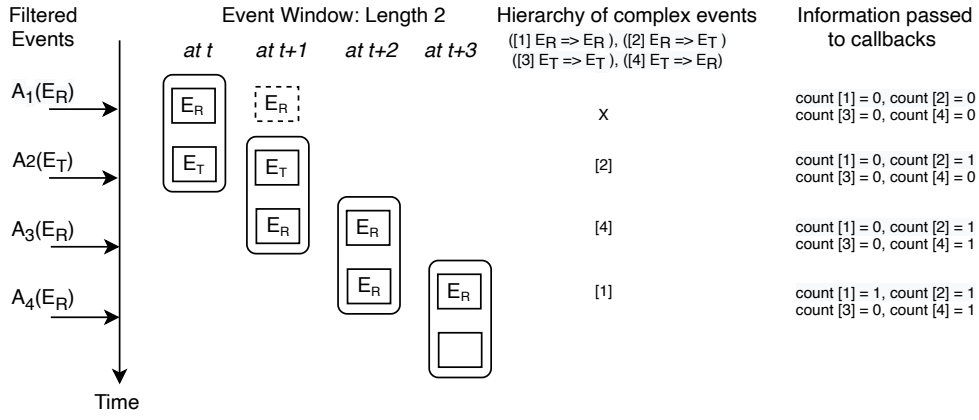 Filtered
Events
Event Window: Length 2
at t at t+1 at t+2 at t+3
Hierarchy of complex events
([1] E_R => E_R ), ([2] E_R => E_T )
([3] E_T => E_T ), ([4] E_T => E_R)
Information passed
to callbacks
A_1(E_R)
E_R
E_R
X
count [1] = 0, count [2] = 0
count [3] = 0, count [4] = 0
A2(E_T)
E_T
E_T
[2]
count [1] = 0, count [2] = 1
count [3] = 0, count [4] = 0
A_3(E_R)
E_R
E_R
[4]
count [1] = 0, count [2] = 1
count [3] = 0, count [4] = 1
A_4(E_R)
E_R
E_R
[1]
count [1] = 1, count [2] = 1
count [3] = 0, count [4] = 1
Time